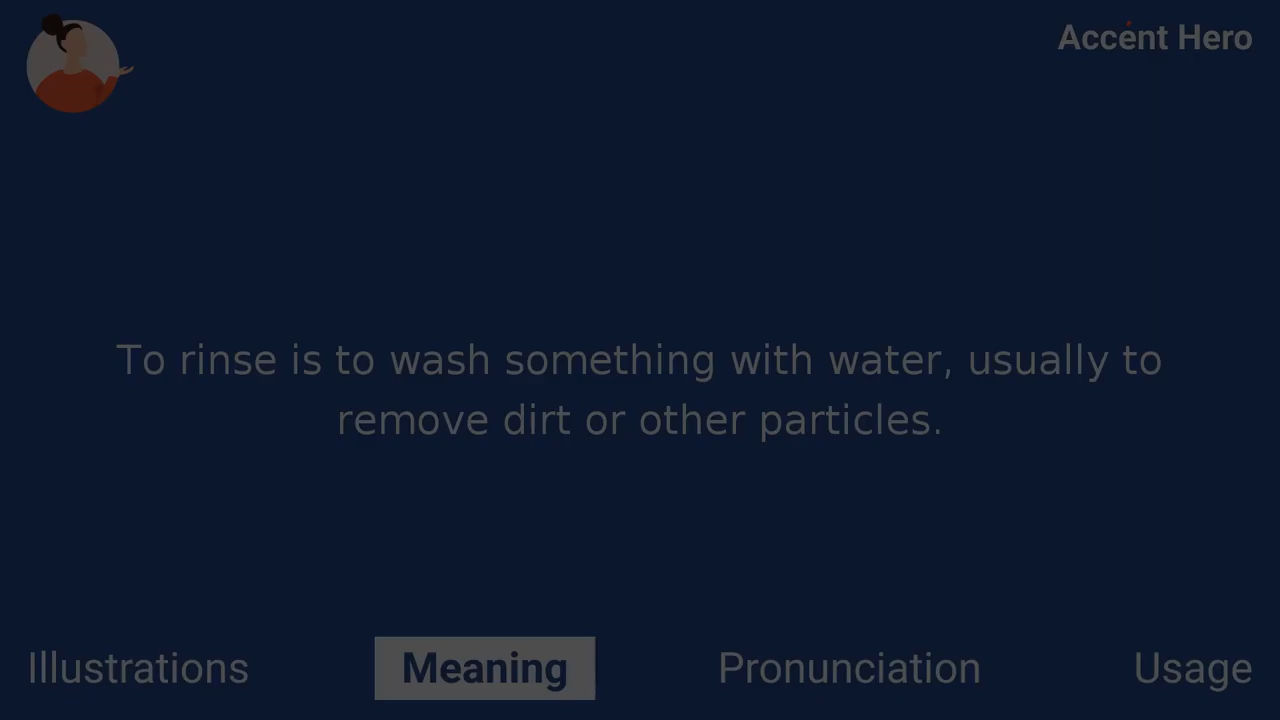 Accent Hero
To rinse is to wash something with water, usually to
remove dirt or other particles.
Illustrations
Meaning
Pronunciation
Usage